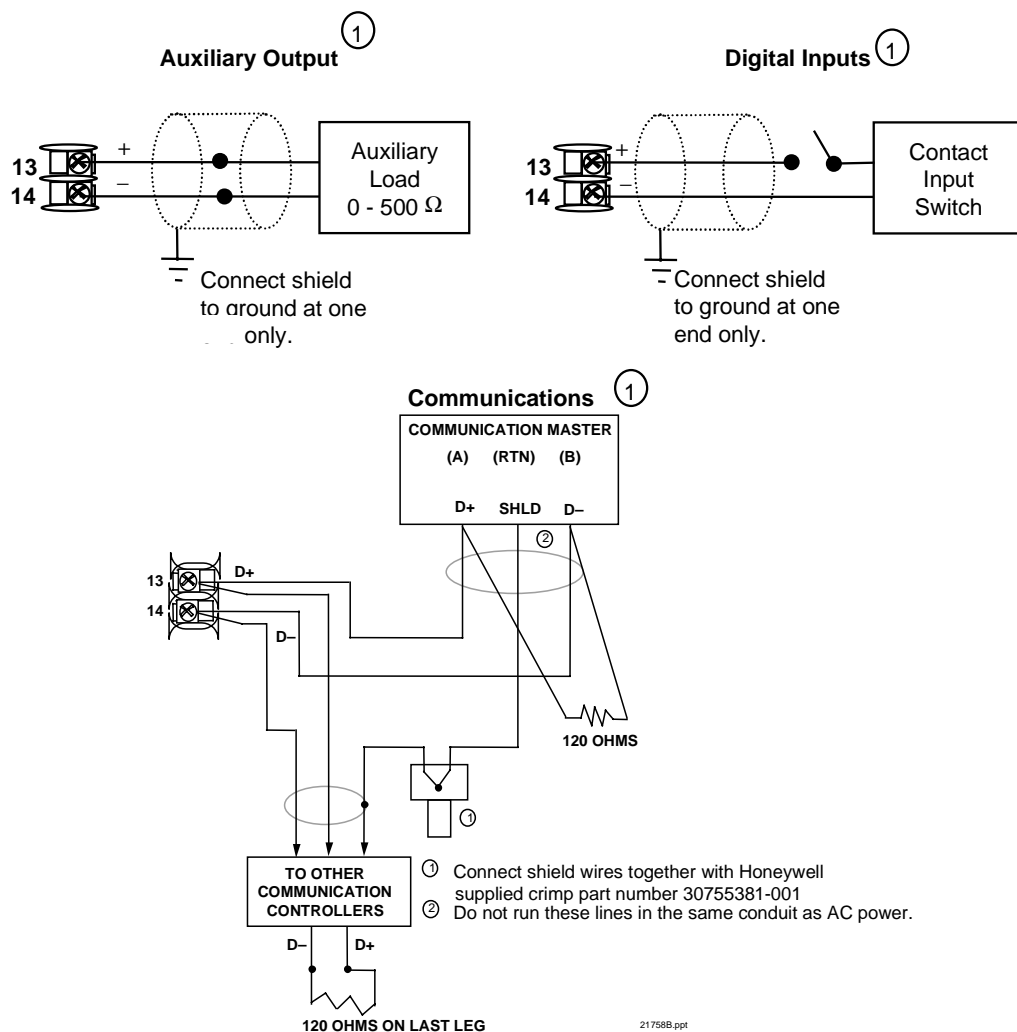 Auxiliary Output 1
13
14
+
−
Auxiliary
Load
0 - 500 Ω
Connect shield
to ground at one
only.
Digital Inputs 1
13
14
+
−
Contact
Input
Switch
Connect shield
to ground at one
end only.
Communications 1
COMMUNICATION MASTER
(A) (RTN) (B)
D+ SHLD D−
2
13
14
D+
D−
120 OHMS
1
TO OTHER
COMMUNICATION
CONTROLLERS
D− D+
120 OHMS ON LAST LEG
1 Connect shield wires together with Honeywell
supplied crimp part number 30755381-001
2 Do not run these lines in the same conduit as AC power.
21758B.ppt